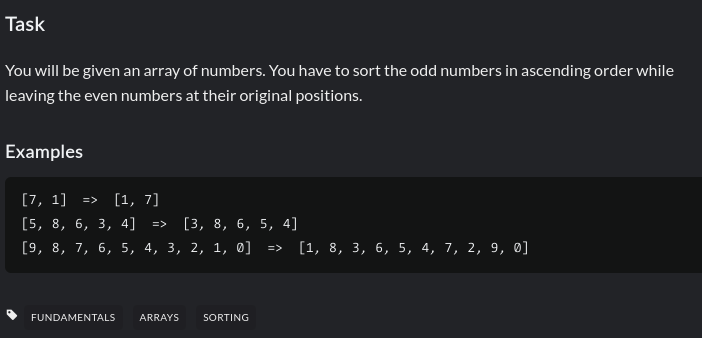 Task
You will be given an array of numbers. You have to sort the odd numbers in ascending order while
leaving the even numbers at their original positions.
Examples
[7, 1]  =>  [1, 7]
[5, 8, 6, 3, 4]  =>  [3, 8, 6, 5, 4]
[9, 8, 7, 6, 5, 4, 3, 2, 1, 0]  =>  [1, 8, 3, 6, 5, 4, 7, 2, 9, 0]
FUNDAMENTALS ARRAYS SORTING